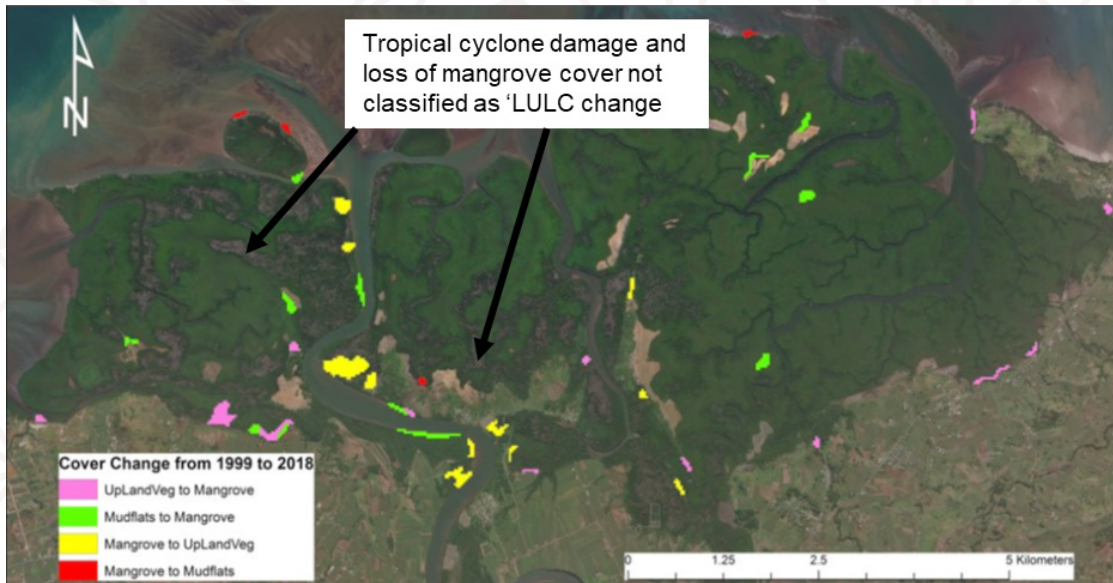 Tropical cyclone damage and
loss of mangrove cover not
classified as ‘LULC change
N
Cover Change from 1999 to 2018
UpLandVeg to Mangrove
Mudflats to Mangrove
Mangrove to UpLandVeg
Mangrove to Mudflats
0 1.25 2.5 5 Kilometers